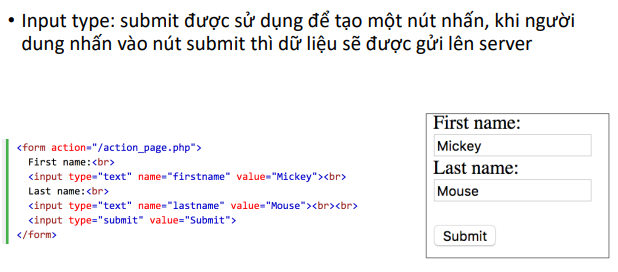 • Input type: submit được sử dụng để tạo một nút nhấn, khi người
dung nhấn vào nút submit thì dữ liệu sẽ được gửi lên server
<form action="/action_page.php">
First name:<br>
<input type="text" name="firstname" value="Mickey"><br>
Last name:<br>
<input type="text" name="lastname" value="Mouse"><br><br>
<input type="submit" value="Submit">
</form>
First name:
Mickey
Last name:
Mouse
Submit